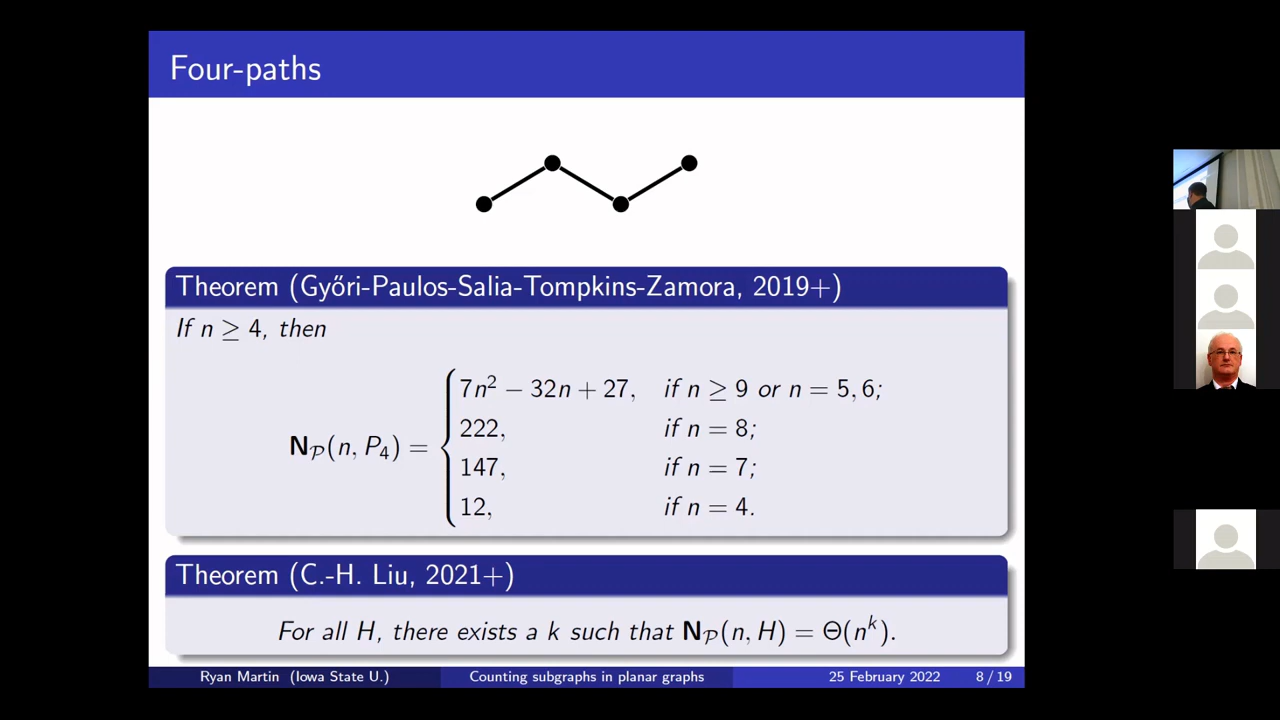 Four-paths
Theorem (Győri-Paulos-Salia-Tompkins-Zamora, 2019+)
If n ≥ 4, then
N_𝒫(n, P₄) = { 7n² − 32n + 27, if n ≥ 9 or n = 5, 6;
222, if n = 8;
147, if n = 7;
12, if n = 4.
Theorem (C.-H. Liu, 2021+)
For all H, there exists a k such that N_𝒫(n, H) = Θ(nᵏ).
Ryan Martin (Iowa State U.) Counting subgraphs in planar graphs 25 February 2022 8 / 19